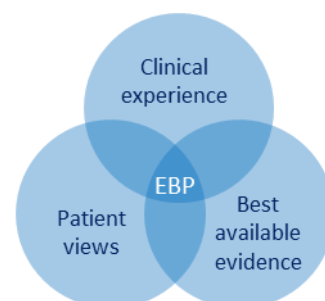 Clinical
experience
EBP
Patient
views
Best
available
evidence